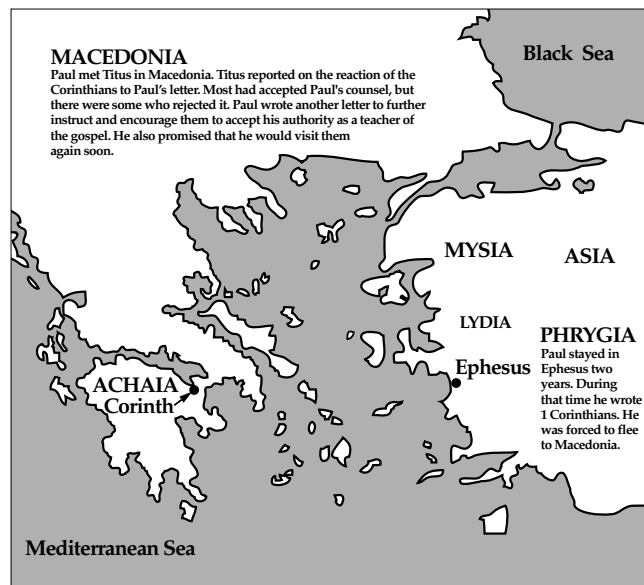 MACEDONIA
Paul met Titus in Macedonia. Titus reported on the reaction of the
Corinthians to Paul's letter. Most had accepted Paul's counsel, but
there were some who rejected it. Paul wrote another letter to further
instruct and encourage them to accept his authority as a teacher of
the gospel. He also promised that he would visit them
again soon.
Black Sea
MYSIA
ASIA
LYDIA
PHRYGIA
Paul stayed in
Ephesus two
years. During
that time he wrote
1 Corinthians. He
was forced to flee
to Macedonia.
Ephesus
ACHAIA
Corinth
Mediterranean Sea